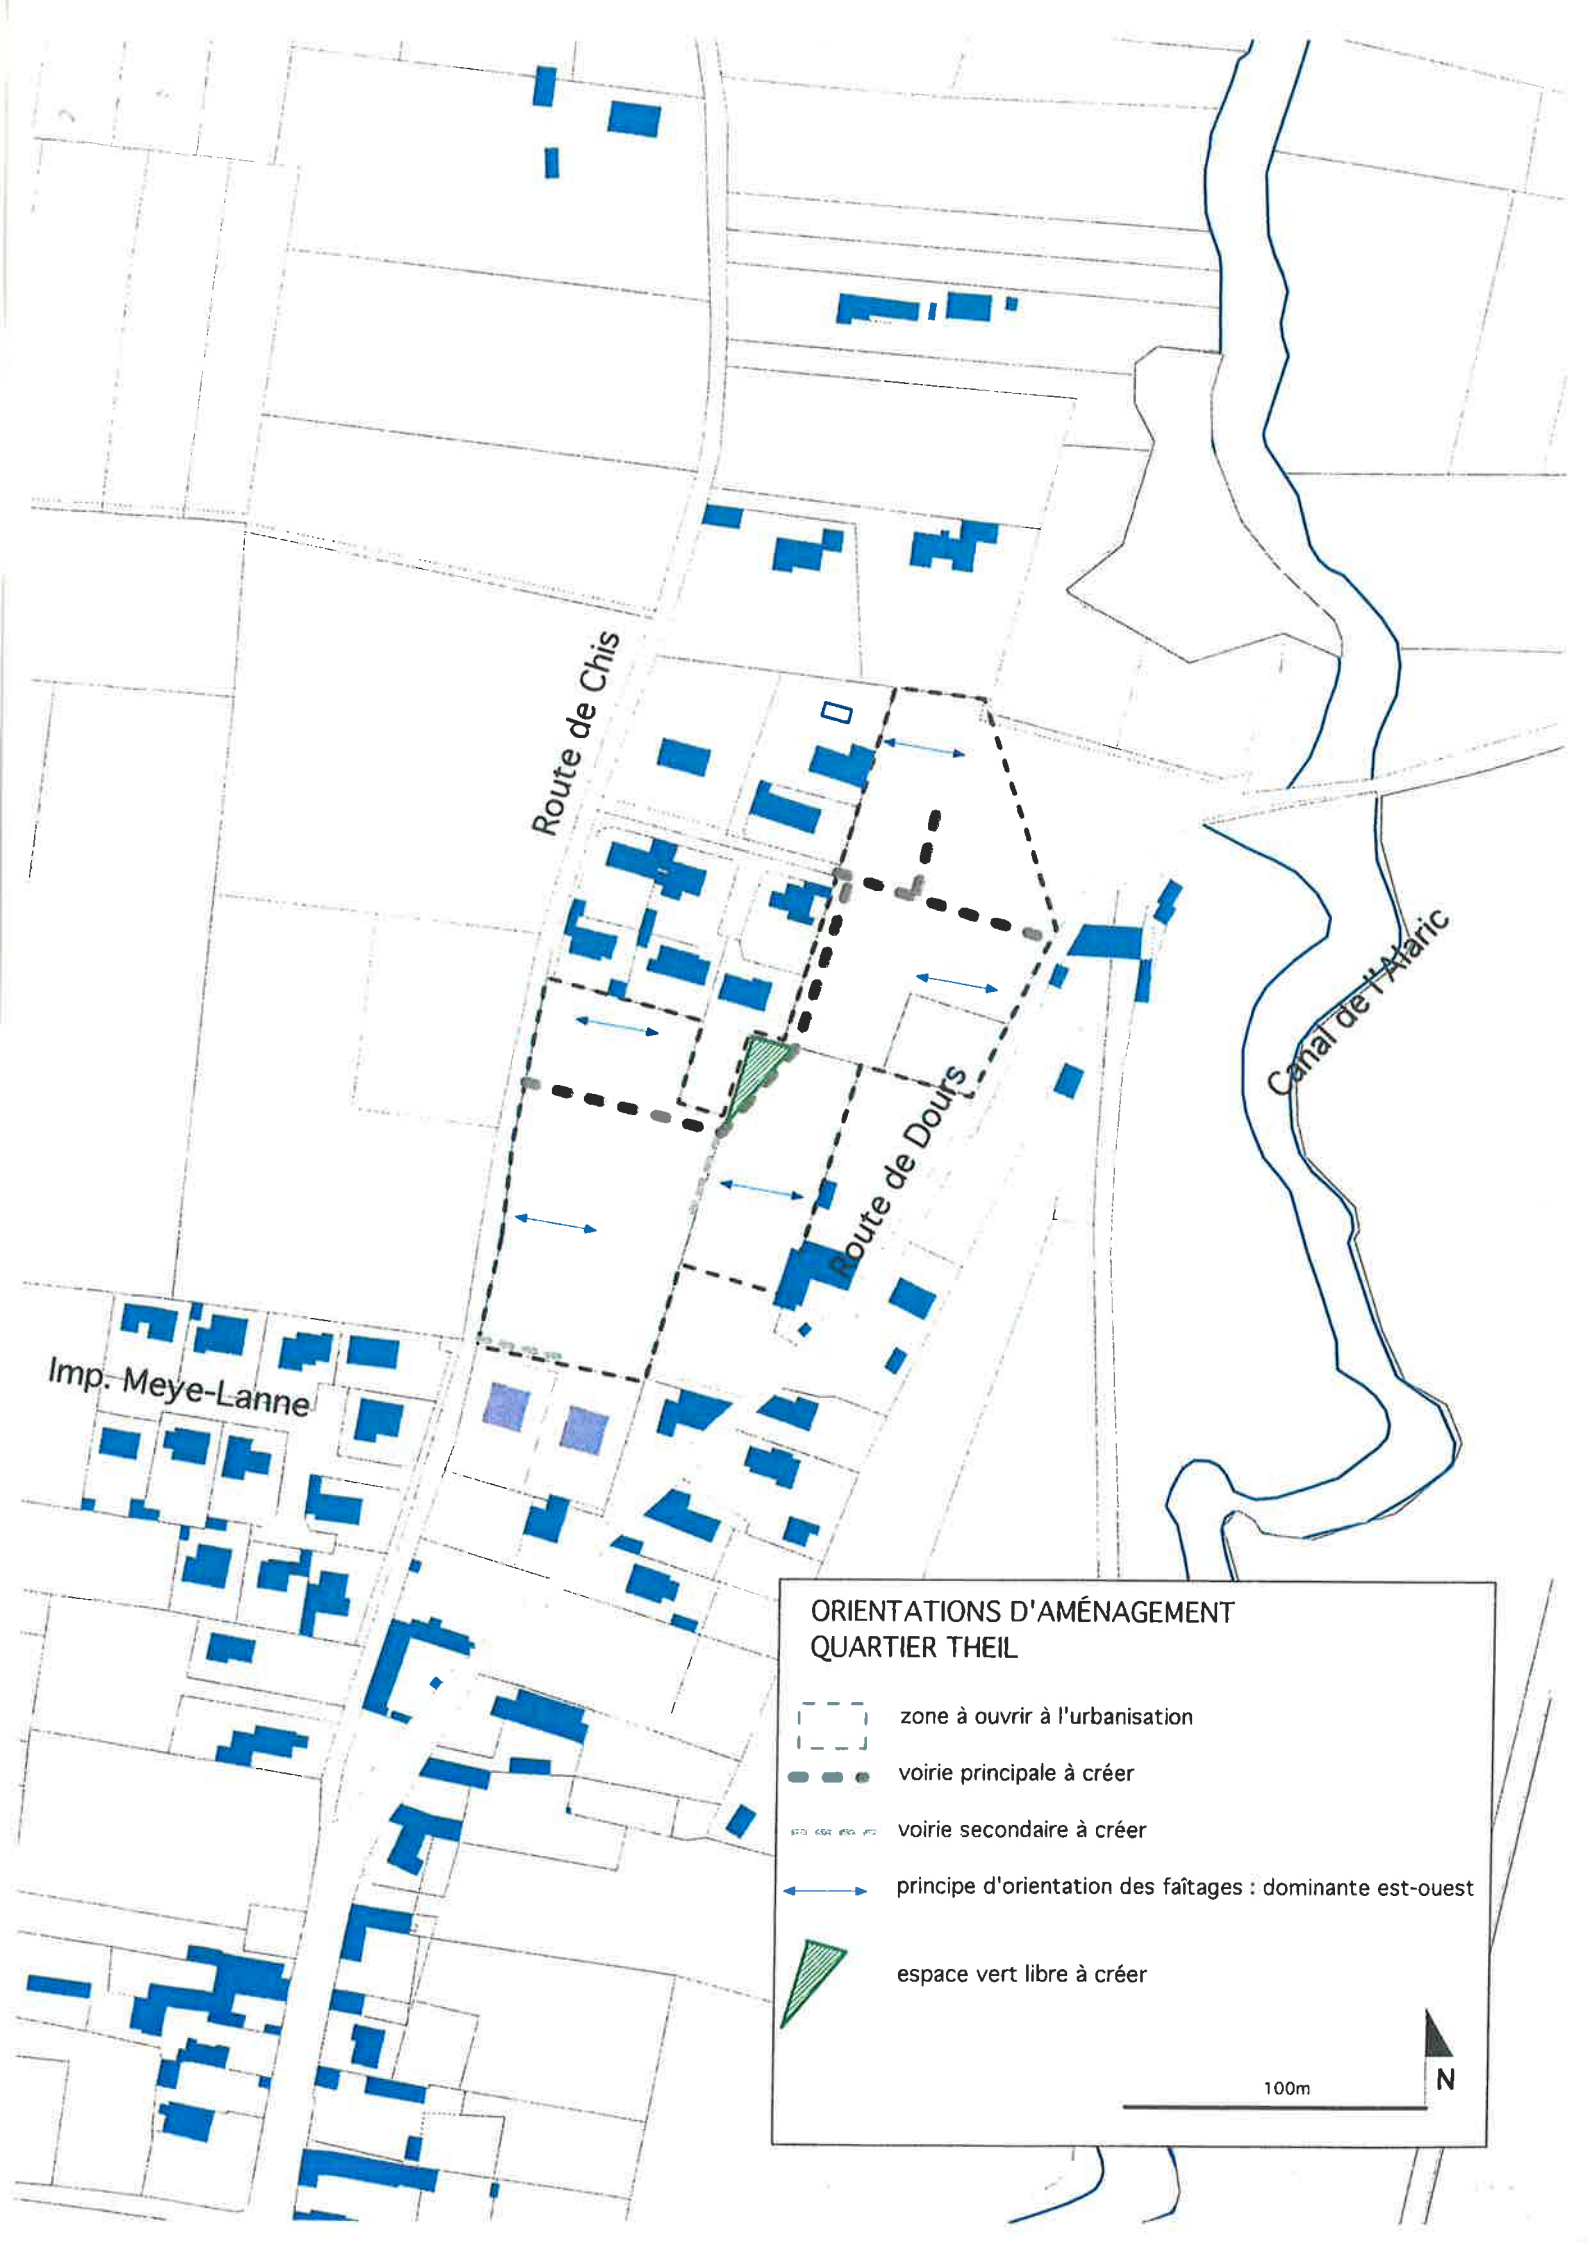 Route de Chis
Canal de l'Alaric
Route de Dours
Imp. Meye-Lanne
ORIENTATIONS D'AMÉNAGEMENT
QUARTIER THEIL
zone à ouvrir à l'urbanisation
voirie principale à créer
voirie secondaire à créer
principe d'orientation des faîtages : dominante est-ouest
espace vert libre à créer
100m
N